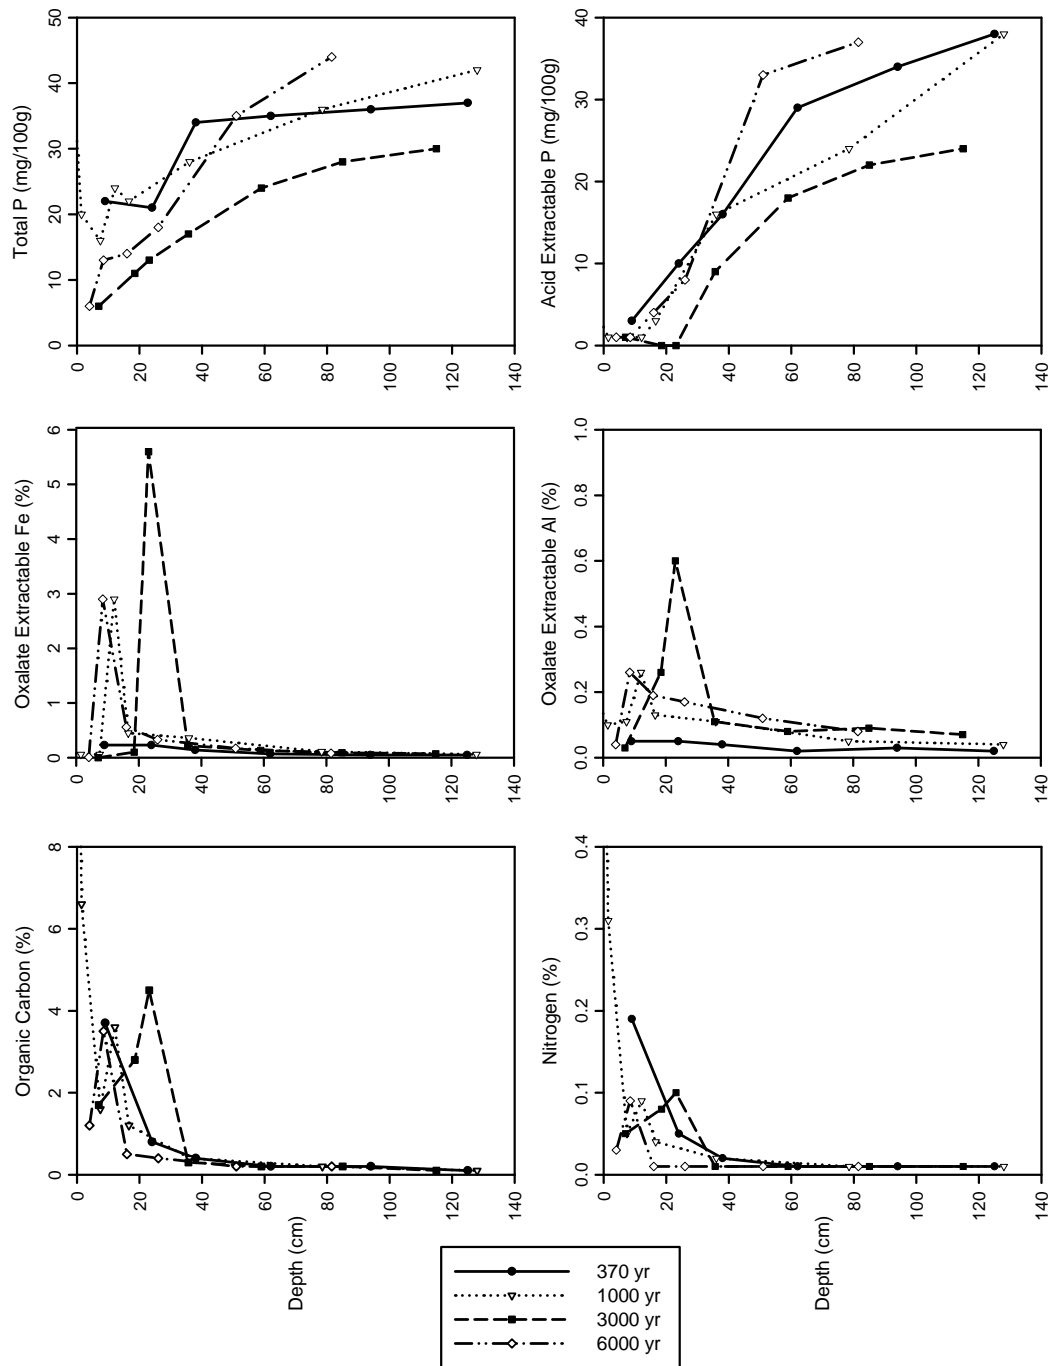 Total P (mg/100g)
50
40
30
20
10
0
0 20 40 60 80 100 120 140
Acid Extractable P (mg/100g)
40
30
20
10
0
0 20 40 60 80 100 120 140
Oxalate Extractable Fe (%)
6
5
4
3
2
1
0
0 20 40 60 80 100 120 140
Oxalate Extractable Al (%)
1.0
0.8
0.6
0.4
0.2
0.0
0 20 40 60 80 100 120 140
Organic Carbon (%)
8
6
4
2
0
0 20 40 60 80 100 120 140
Depth (cm)
Nitrogen (%)
0.4
0.3
0.2
0.1
0.0
0 20 40 60 80 100 120 140
Depth (cm)
370 yr
1000 yr
3000 yr
6000 yr